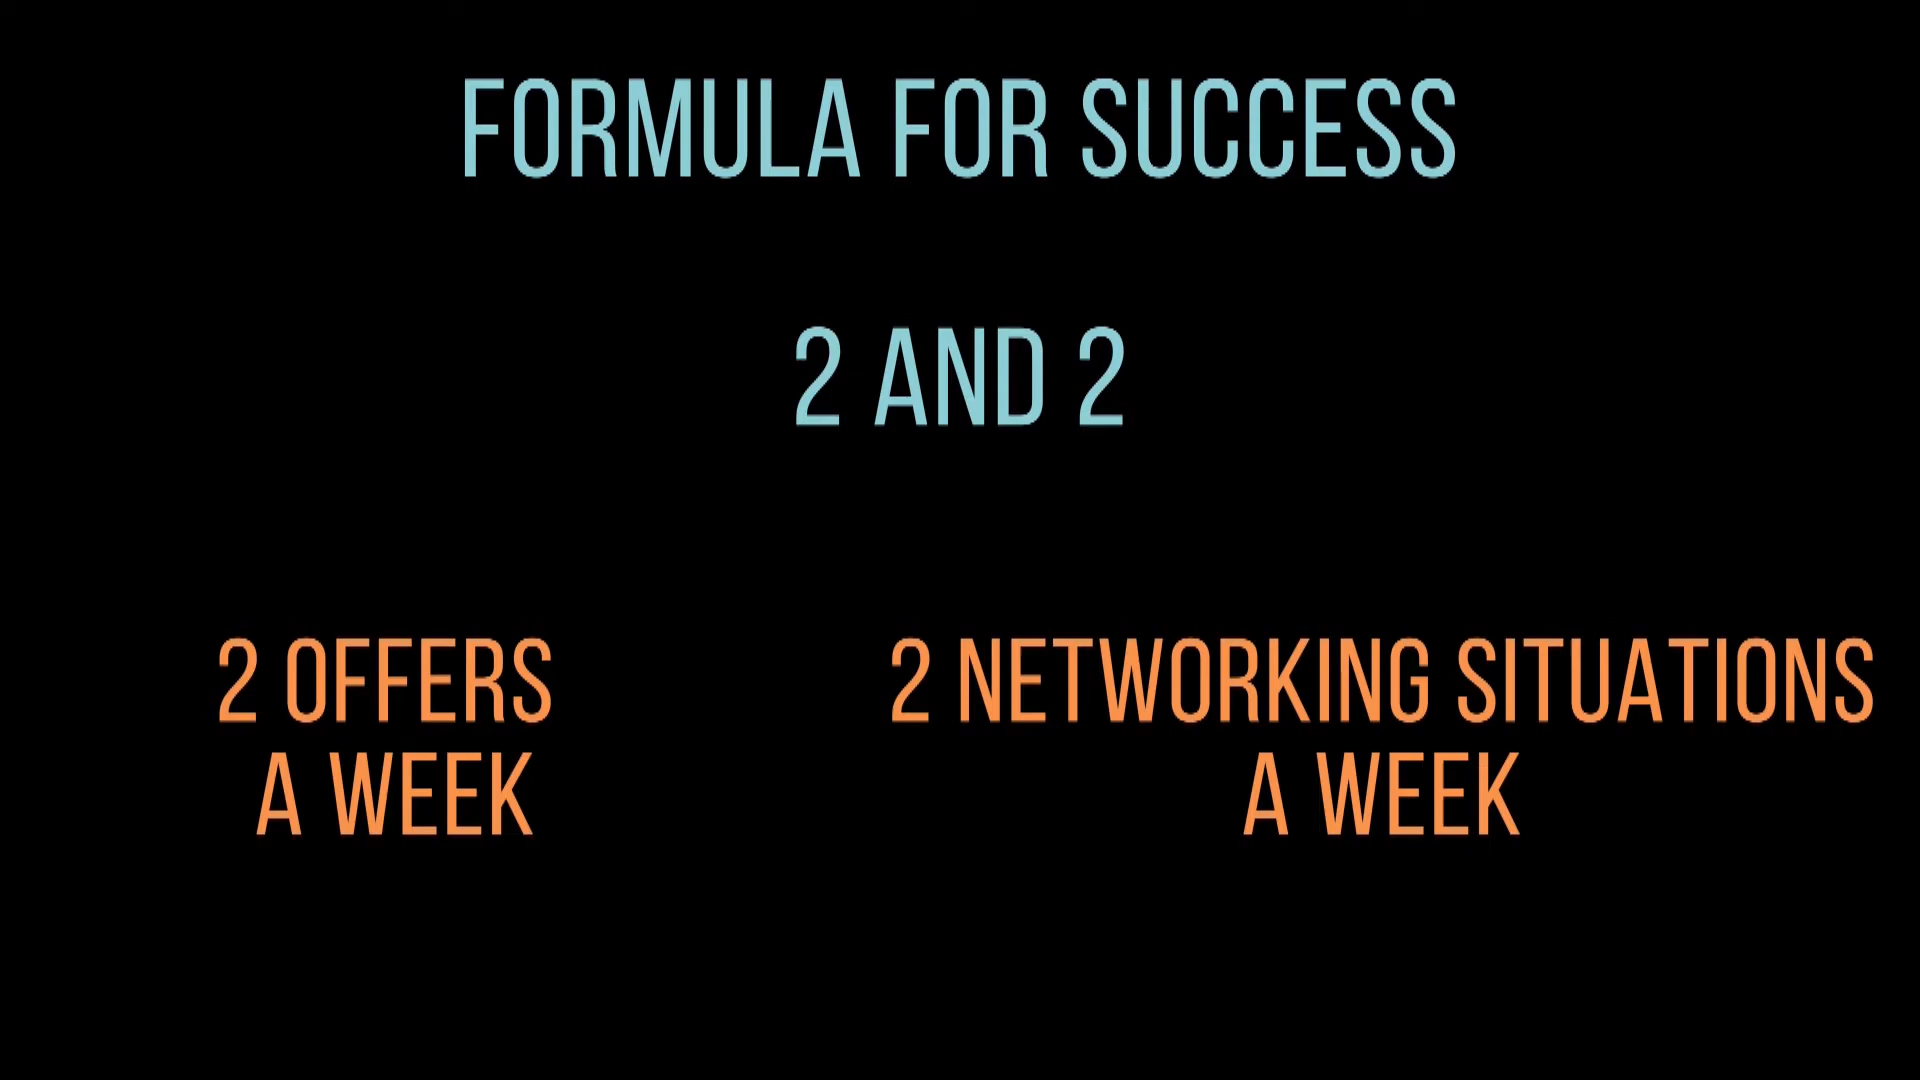 FORMULA FOR SUCCESS
2 AND 2
2 OFFERS
A WEEK
2 NETWORKING SITUATIONS
A WEEK